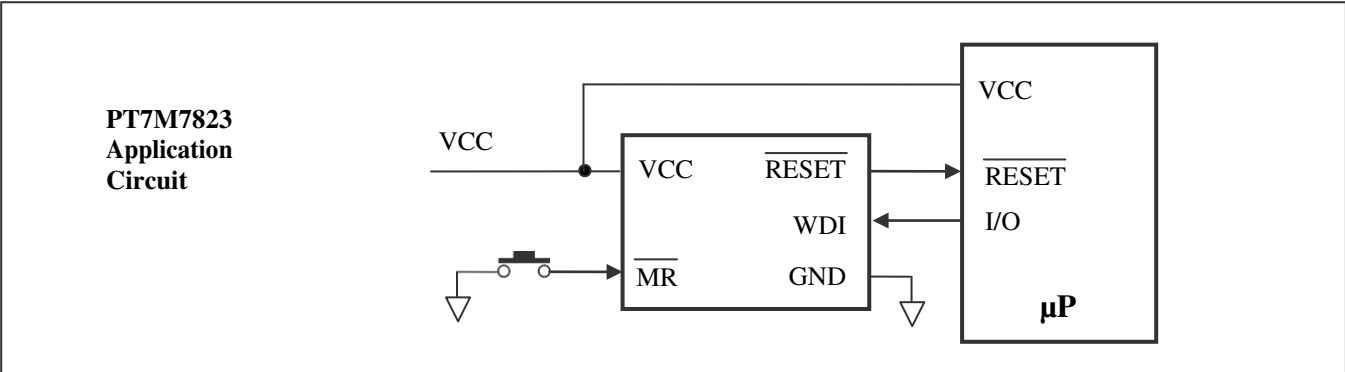 PT7M7823
Application
Circuit
VCC
VCC
RESET
WDI
MR
GND
VCC
RESET
I/O
µP